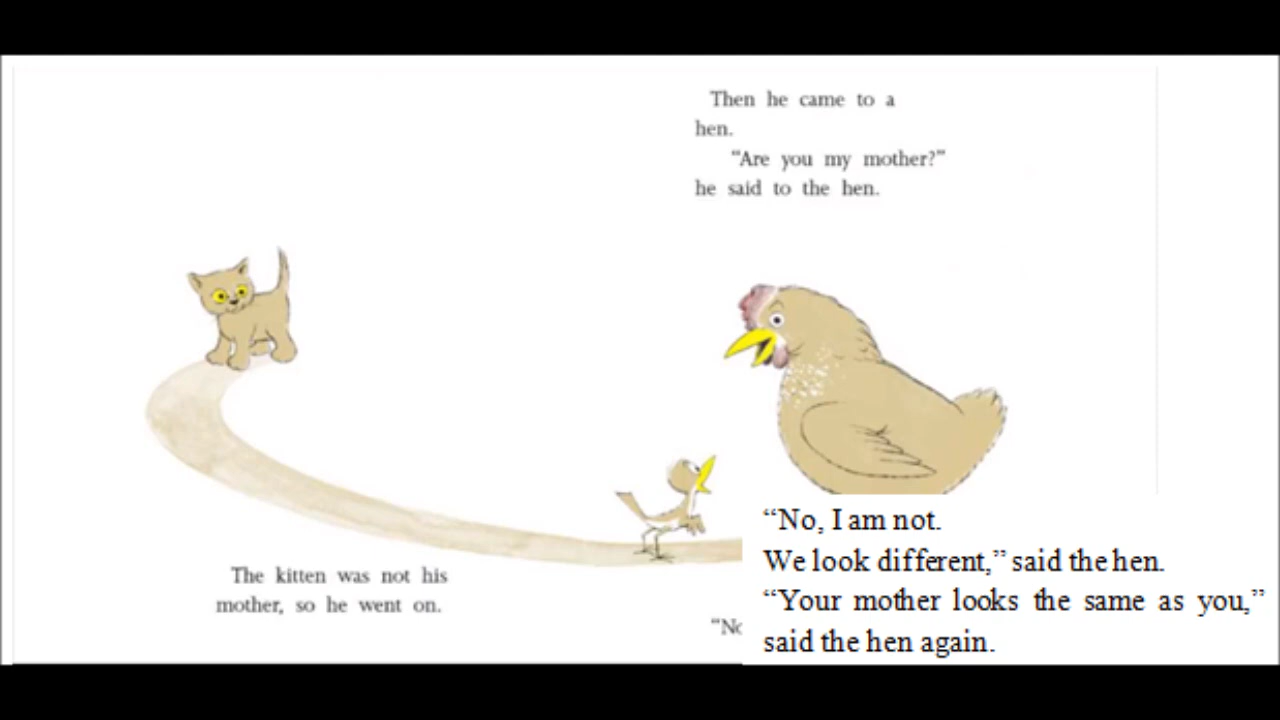 The kitten was not his
mother, so he went on.
Then he came to a
hen.
“Are you my mother?”
he said to the hen.
“No
“No, I am not.
We look different,” said the hen.
“Your mother looks the same as you,”
said the hen again.